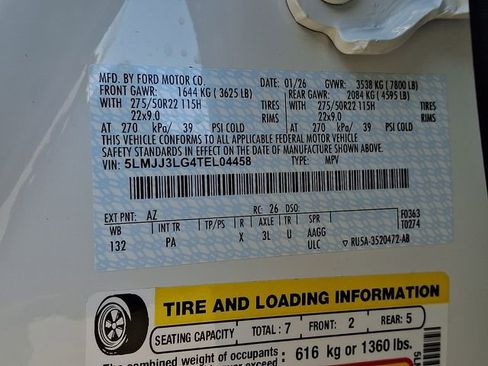 MFD. BY FORD MOTOR CO. DATE: 01/26 GVWR: 3538 KG (7800 LB)
FRONT GAWR: 1644 KG (3625 LB) REAR GAWR: 2084 KG (4595 LB)
WITH 275/50R22 115H TIRES WITH 275/50R22 115H TIRES
22x9.0 RIMS 22x9.0 RIMS
AT 270 kPa/ 39 PSI COLD AT 270 kPa/ 39 PSI COLD
THIS VEHICLE CONFORMS TO ALL APPLICABLE FEDERAL MOTOR VEHICLE
SAFETY STANDARDS IN EFFECT ON THE DATE OF MANUFACTURE SHOWN ABOVE.
VIN: 5LMJJ3LG4TEL04458 TYPE: MPV
EXT PNT: AZ RC: 26 DSO:
WB INT TR TP/PS R AXLE TR SPR F0363
132 PA X 3L U AAGG T0274
ULC ▽ RU5A-3520472-AB
TIRE AND LOADING INFORMATION
SEATING CAPACITY TOTAL: 7 FRONT: 2 REAR: 5
The combined weight of occupants 616 kg or 1360 lbs.